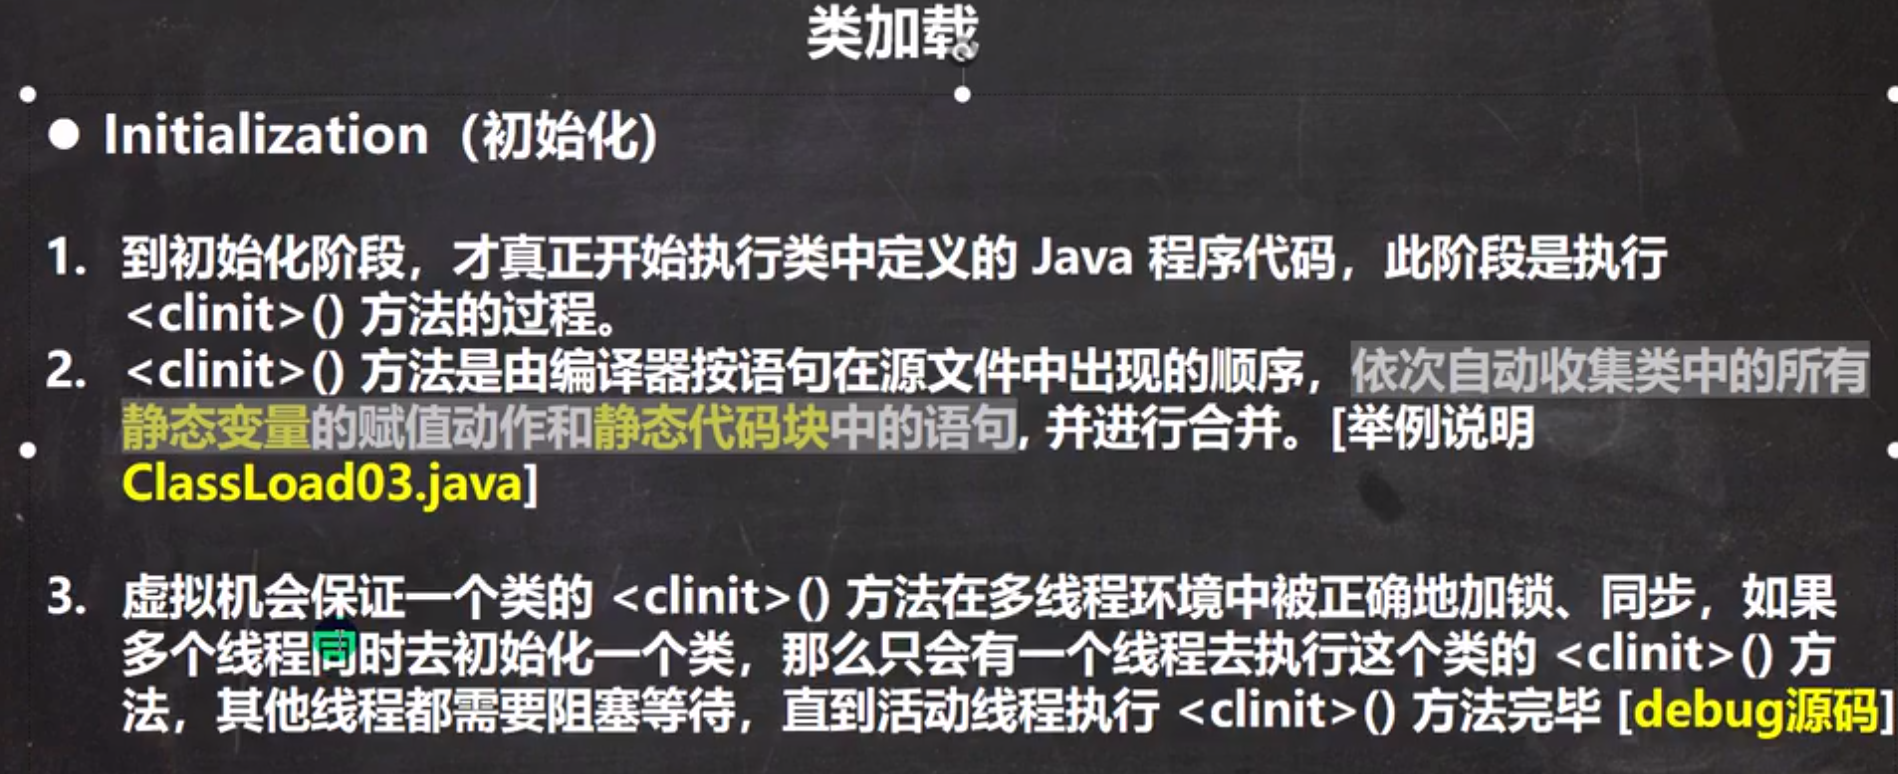 类加载
● Initialization（初始化）
1. 到初始化阶段，才真正开始执行类中定义的 Java 程序代码，此阶段是执行
<clinit>() 方法的过程。
2. <clinit>() 方法是由编译器按语句在源文件中出现的顺序，依次自动收集类中的所有
静态变量的赋值动作和静态代码块中的语句, 并进行合并。[举例说明
ClassLoad03.java]
3. 虚拟机会保证一个类的 <clinit>() 方法在多线程环境中被正确地加锁、同步，如果
多个线程同时去初始化一个类，那么只会有一个线程去执行这个类的 <clinit>() 方
法，其他线程都需要阻塞等待，直到活动线程执行 <clinit>() 方法完毕 [debug源码]